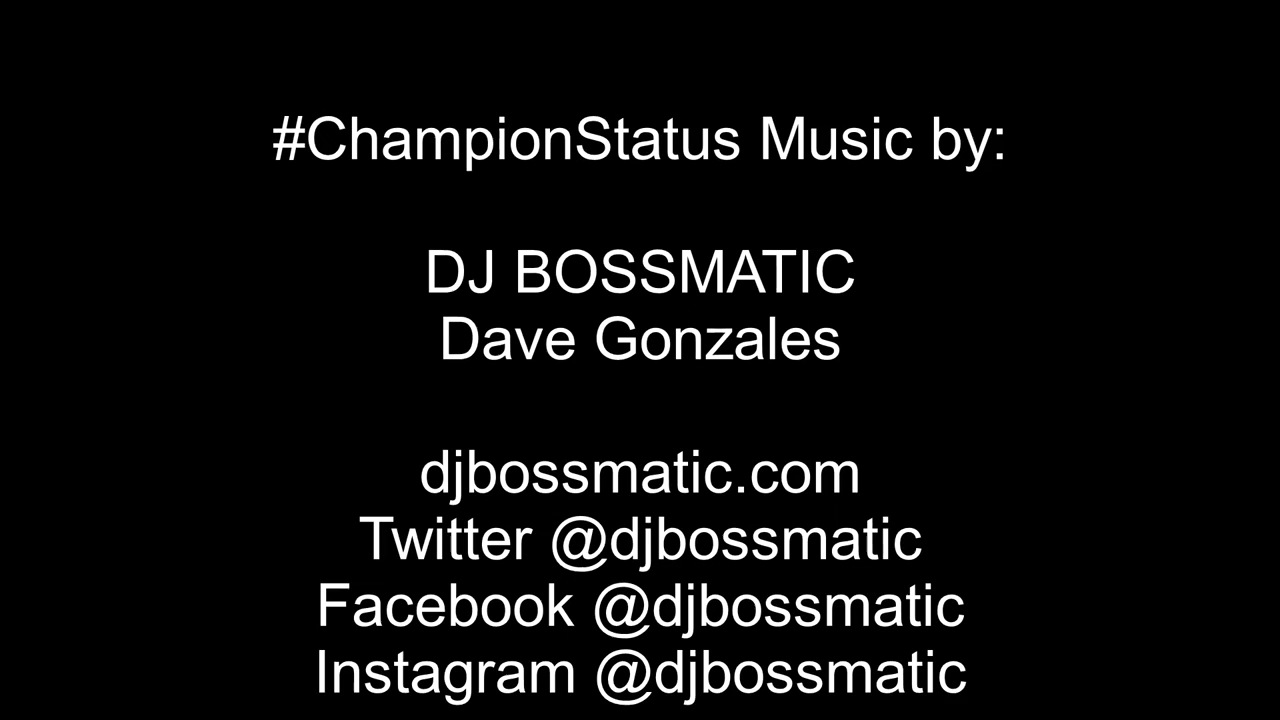 #ChampionStatus Music by:
DJ BOSSMATIC
Dave Gonzales
djbossmatic.com
Twitter @djbossmatic
Facebook @djbossmatic
Instagram @djbossmatic